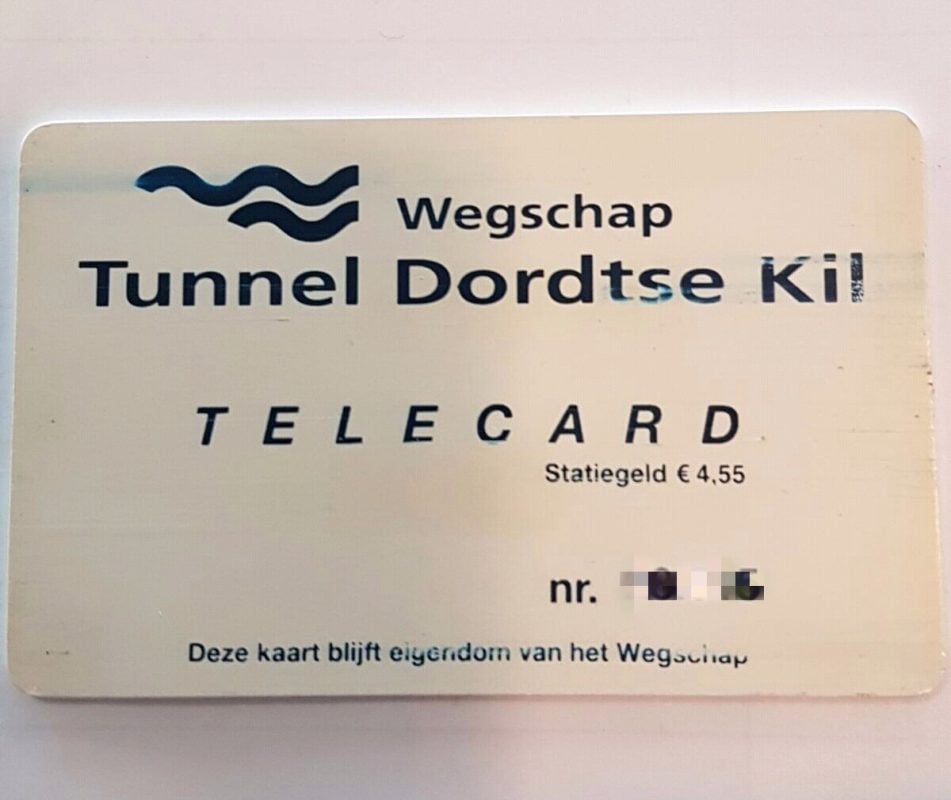 Wegschap
Tunnel Dordtse Kil
TELECARD
Statiegeld € 4,55
nr.
Deze kaart blijft eigendom van het Wegschap